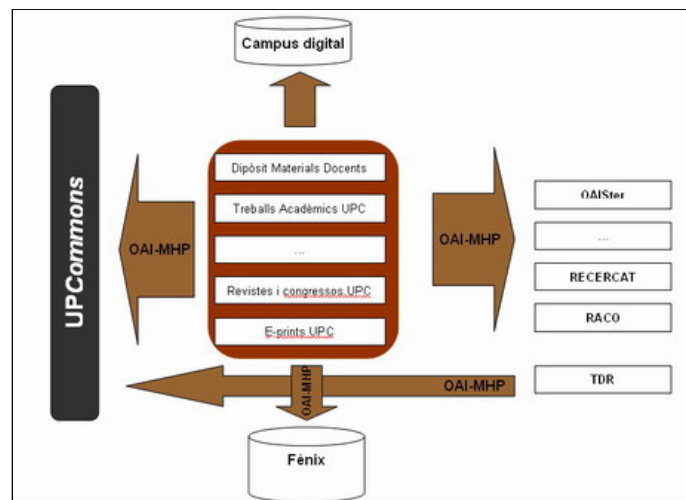 Campus digital
UPCommons
Dipòsit Materials Docents
Treballs Acadèmics UPC
...
Revistes i congressos.UPC
E-prints UPC
OAI-MHP
OAI-MHP
OAISter
...
RECERCAT
RACO
TDR
OAI-MHP
OAI-MHP
Fènix